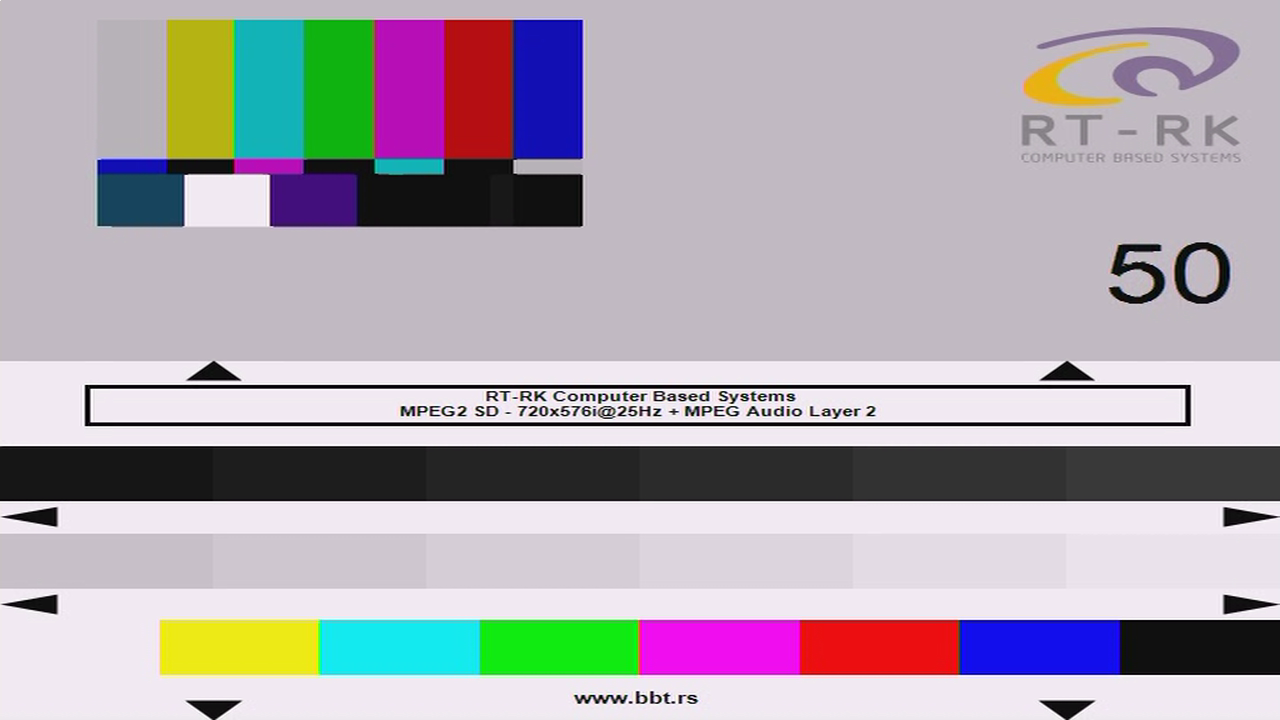 RT-RK
COMPUTER BASED SYSTEMS
50
RT-RK Computer Based Systems
MPEG2 SD - 720x576i@25Hz + MPEG Audio Layer 2
www.bbt.rs